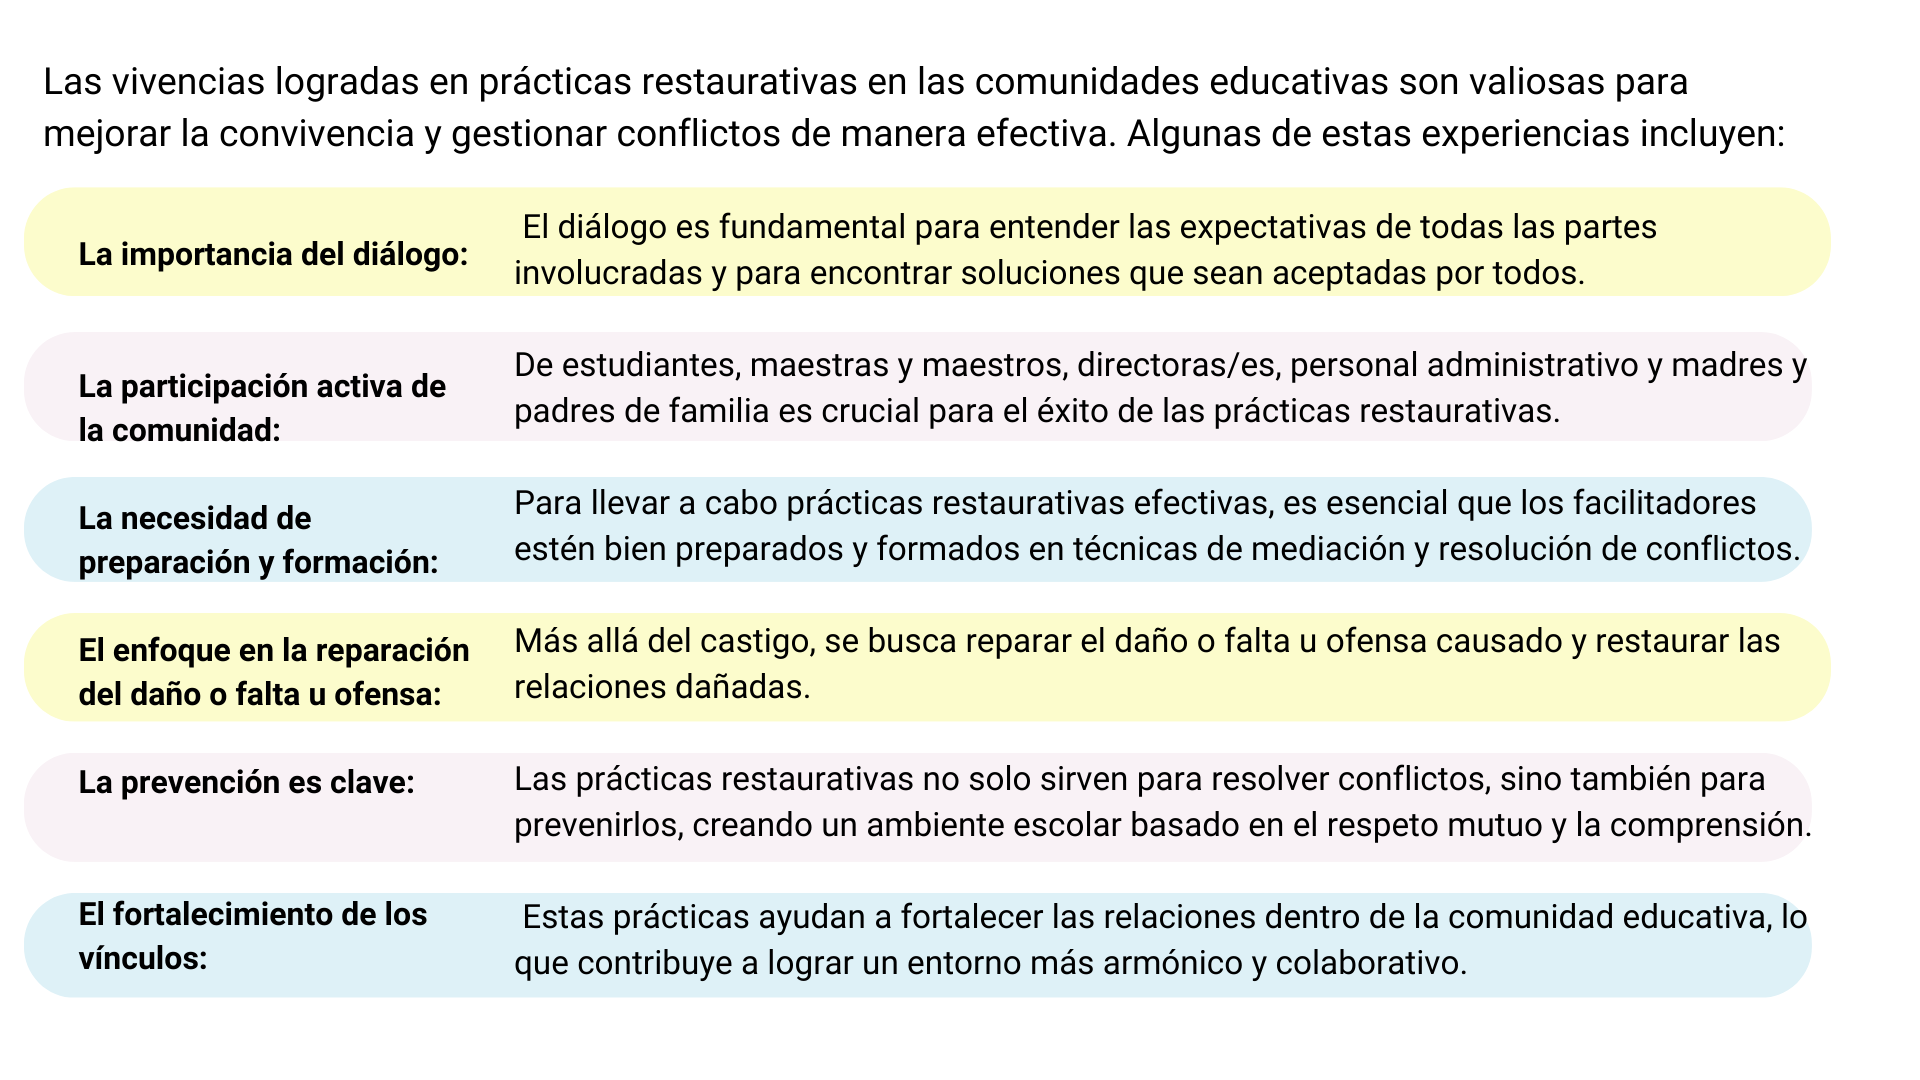 Las vivencias logradas en prácticas restaurativas en las comunidades educativas son valiosas para
mejorar la convivencia y gestionar conflictos de manera efectiva. Algunas de estas experiencias incluyen:
La importancia del diálogo:
El diálogo es fundamental para entender las expectativas de todas las partes
involucradas y para encontrar soluciones que sean aceptadas por todos.
La participación activa de
la comunidad:
De estudiantes, maestras y maestros, directoras/es, personal administrativo y madres y
padres de familia es crucial para el éxito de las prácticas restaurativas.
La necesidad de
preparación y formación:
Para llevar a cabo prácticas restaurativas efectivas, es esencial que los facilitadores
estén bien preparados y formados en técnicas de mediación y resolución de conflictos.
El enfoque en la reparación
del daño o falta u ofensa:
Más allá del castigo, se busca reparar el daño o falta u ofensa causado y restaurar las
relaciones dañadas.
La prevención es clave:
Las prácticas restaurativas no solo sirven para resolver conflictos, sino también para
prevenirlos, creando un ambiente escolar basado en el respeto mutuo y la comprensión.
El fortalecimiento de los
vínculos:
Estas prácticas ayudan a fortalecer las relaciones dentro de la comunidad educativa, lo
que contribuye a lograr un entorno más armónico y colaborativo.